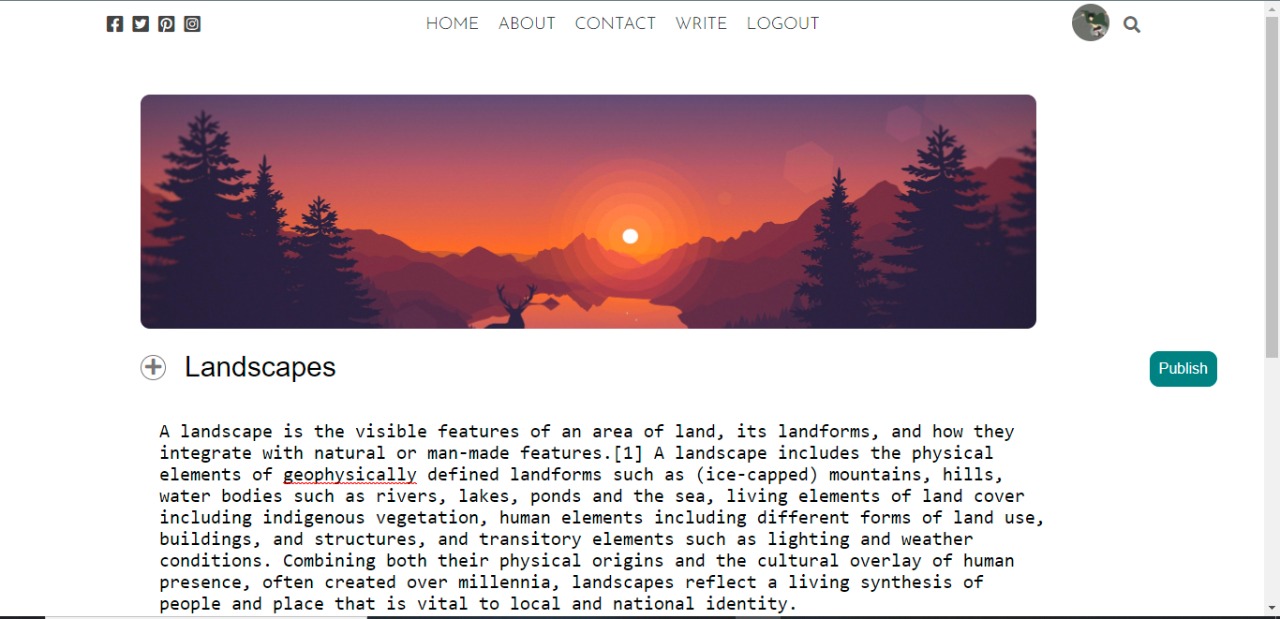 HOME ABOUT CONTACT WRITE LOGOUT
Landscapes
Publish
A landscape is the visible features of an area of land, its landforms, and how they
integrate with natural or man-made features.[1] A landscape includes the physical
elements of geophysically defined landforms such as (ice-capped) mountains, hills,
water bodies such as rivers, lakes, ponds and the sea, living elements of land cover
including indigenous vegetation, human elements including different forms of land use,
buildings, and structures, and transitory elements such as lighting and weather
conditions. Combining both their physical origins and the cultural overlay of human
presence, often created over millennia, landscapes reflect a living synthesis of
people and place that is vital to local and national identity.